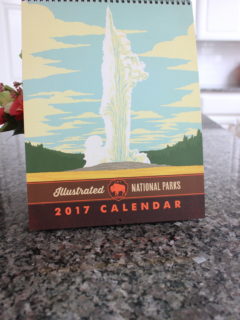 Illustrated NATIONAL PARKS
2017 CALENDAR